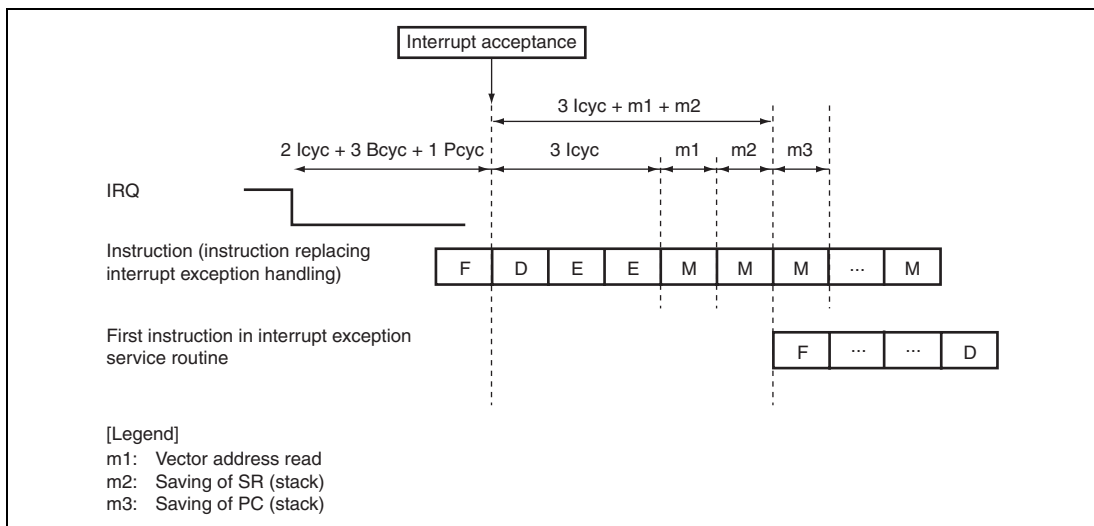 Interrupt acceptance
3 Icyc + m1 + m2
2 Icyc + 3 Bcyc + 1 Pcyc
3 Icyc
m1
m2
m3
IRQ
Instruction (instruction replacing
interrupt exception handling)
F D E E M M M ... M
First instruction in interrupt exception
service routine
F ... ... D
[Legend]
m1: Vector address read
m2: Saving of SR (stack)
m3: Saving of PC (stack)